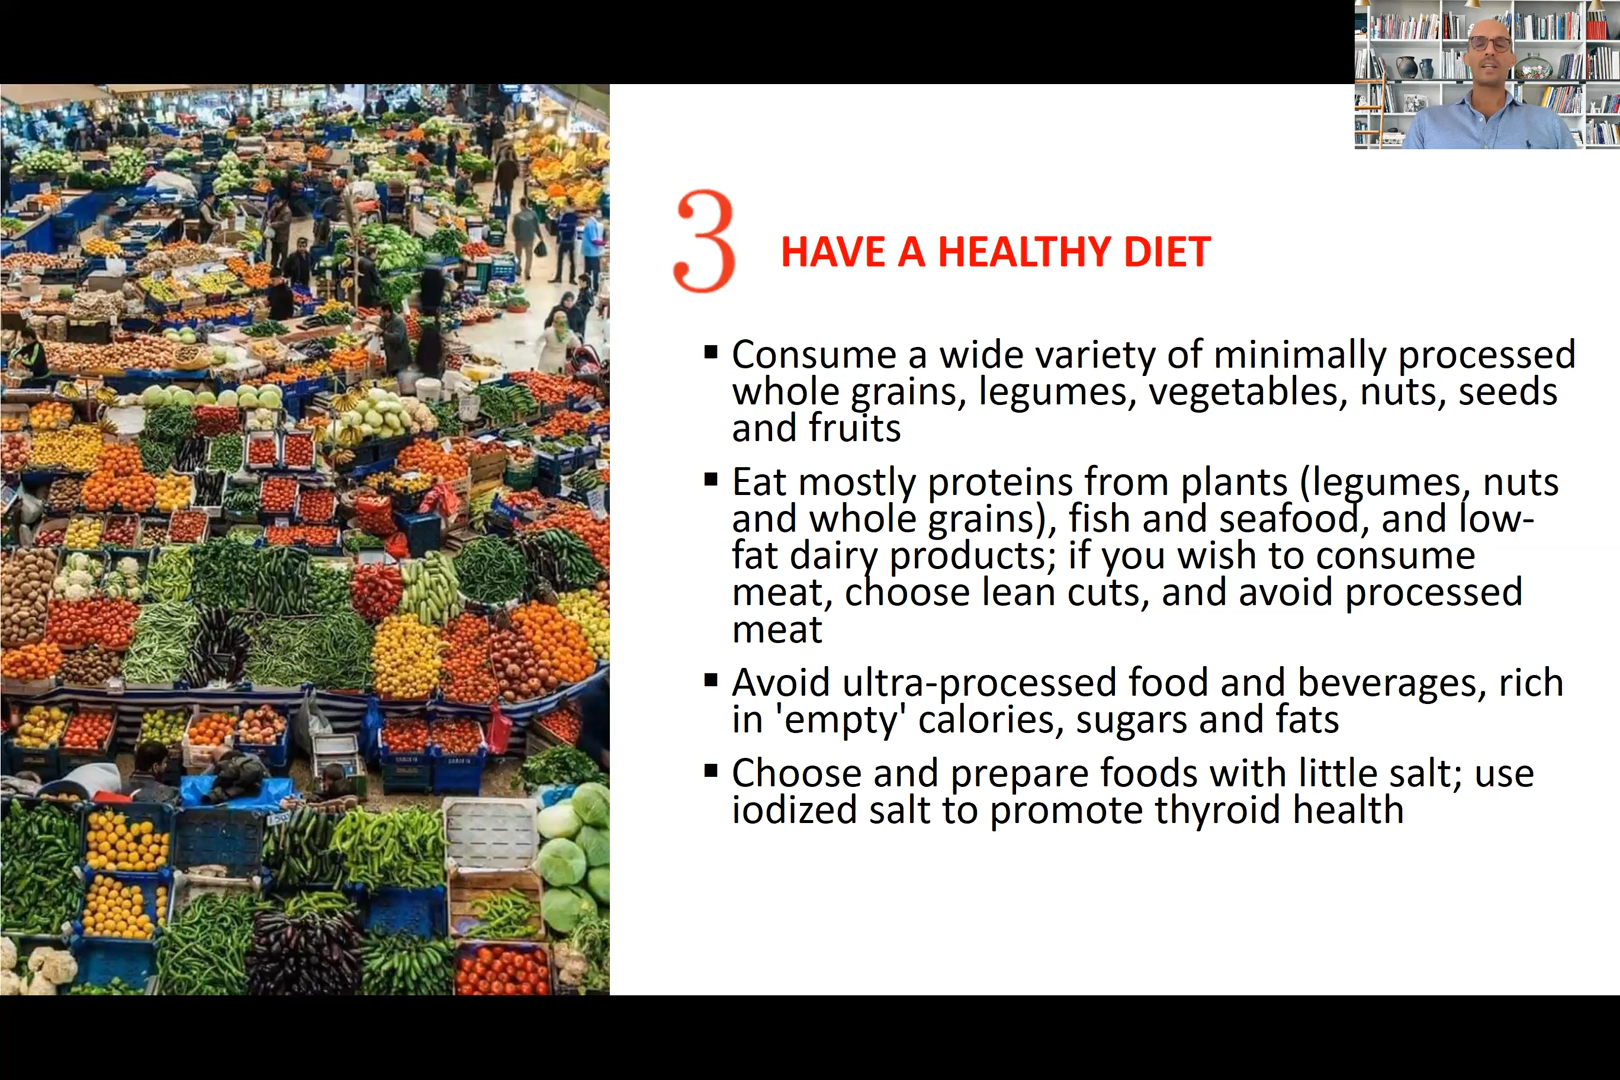 3 HAVE A HEALTHY DIET
▪ Consume a wide variety of minimally processed
whole grains, legumes, vegetables, nuts, seeds
and fruits
▪ Eat mostly proteins from plants (legumes, nuts
and whole grains), fish and seafood, and low-
fat dairy products; if you wish to consume
meat, choose lean cuts, and avoid processed
meat
▪ Avoid ultra-processed food and beverages, rich
in 'empty' calories, sugars and fats
▪ Choose and prepare foods with little salt; use
iodized salt to promote thyroid health